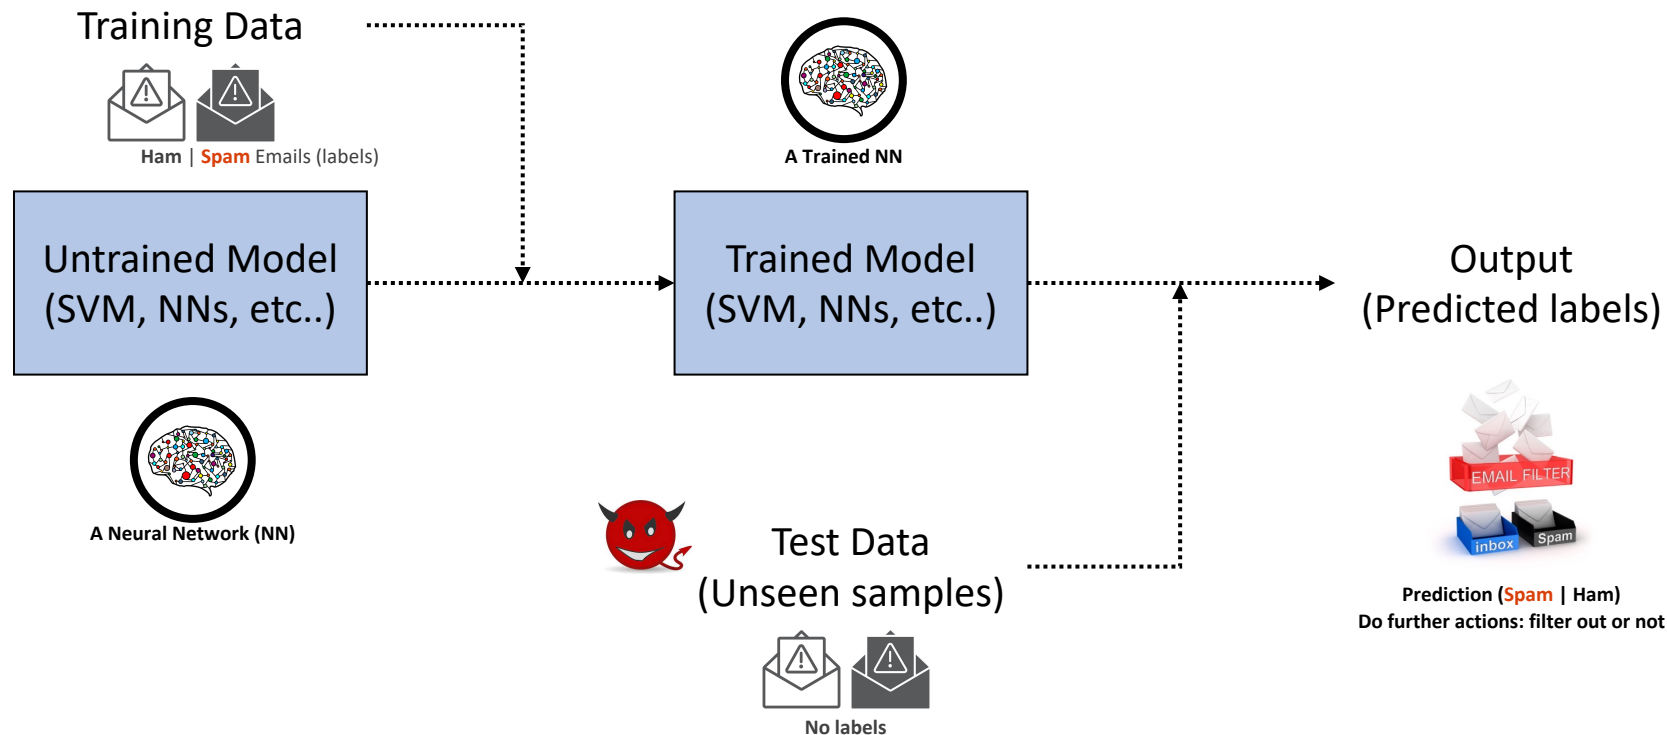 Training Data
Ham | Spam Emails (labels)
A Trained NN
Untrained Model
(SVM, NNs, etc..)
Trained Model
(SVM, NNs, etc..)
Output
(Predicted labels)
A Neural Network (NN)
EMAIL FILTER
inbox
Spam
Test Data
(Unseen samples)
No labels
Prediction (Spam | Ham)
Do further actions: filter out or not